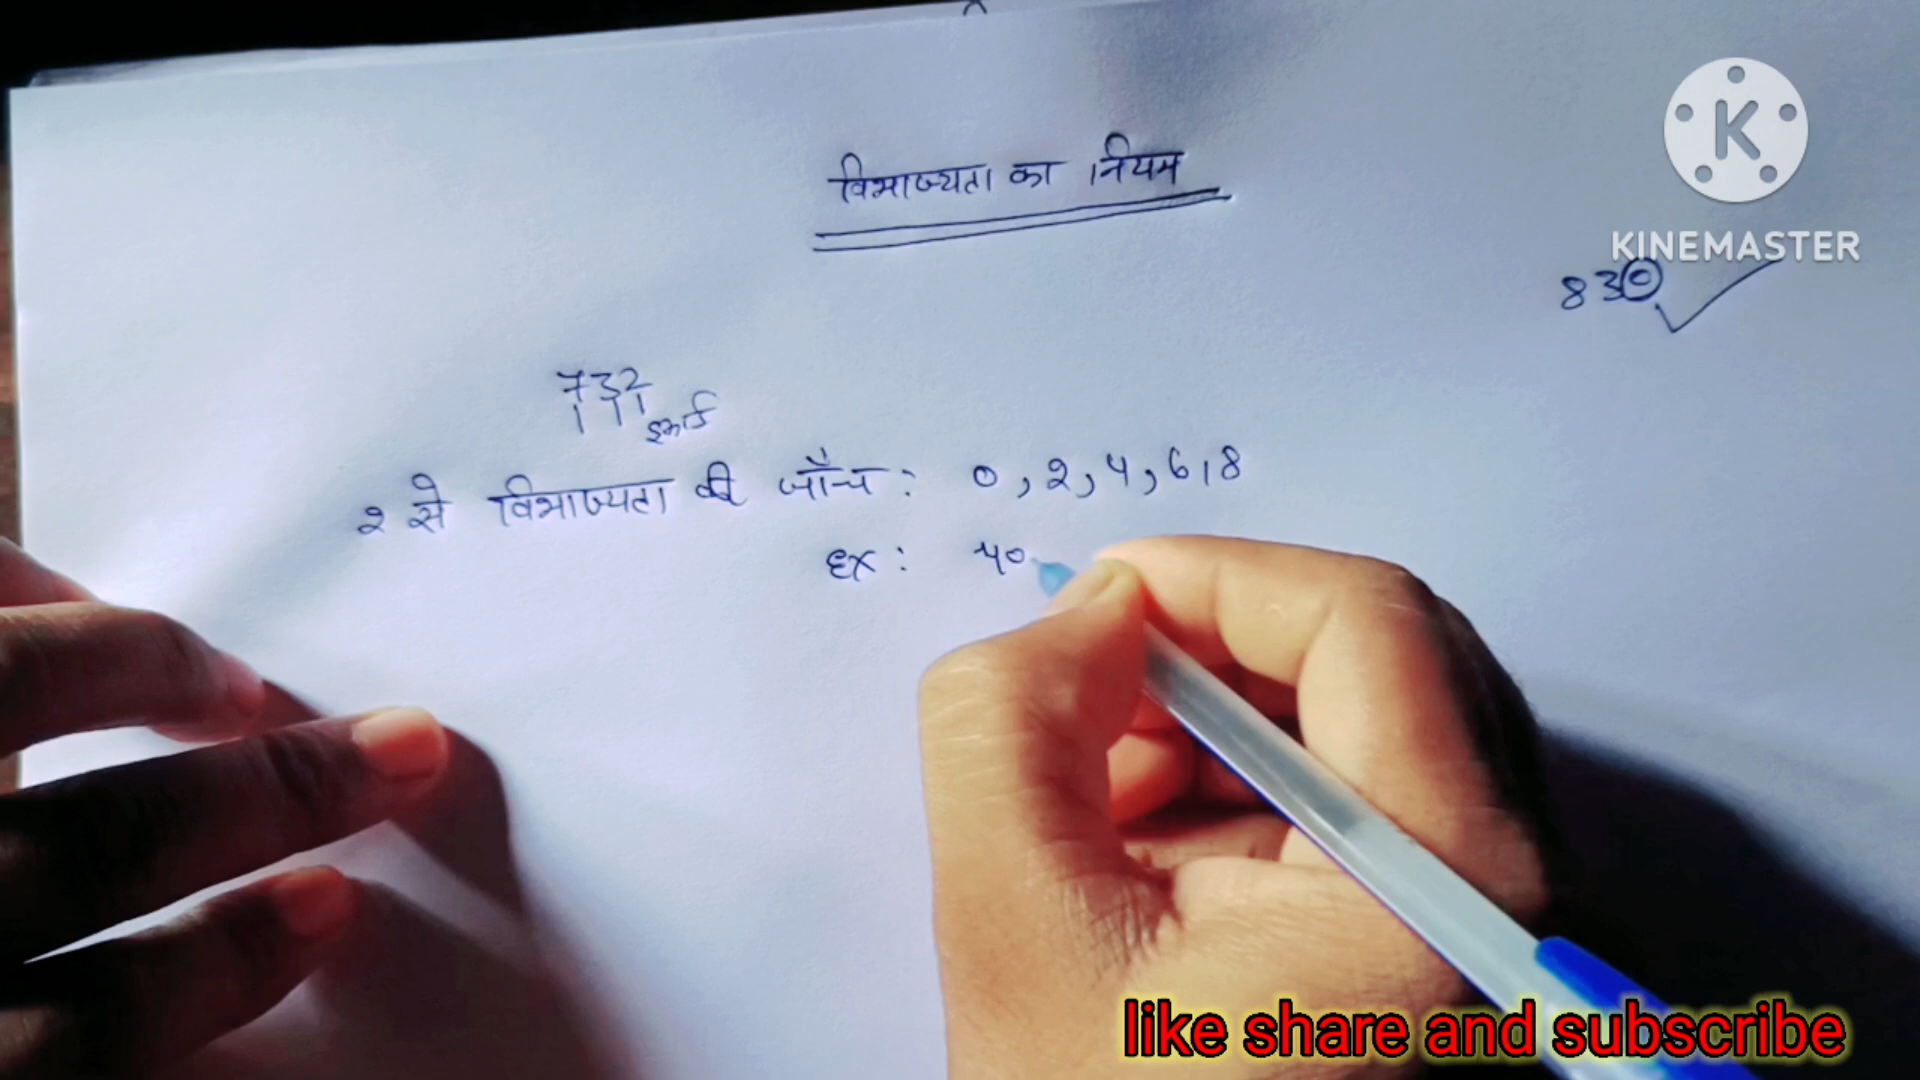 विभाज्यता का नियम
KINEMASTER
830
732
इकाई
2 से विभाज्यता की जाँच : 0, 2, 4, 6, 8
Ex : 40
like share and subscribe